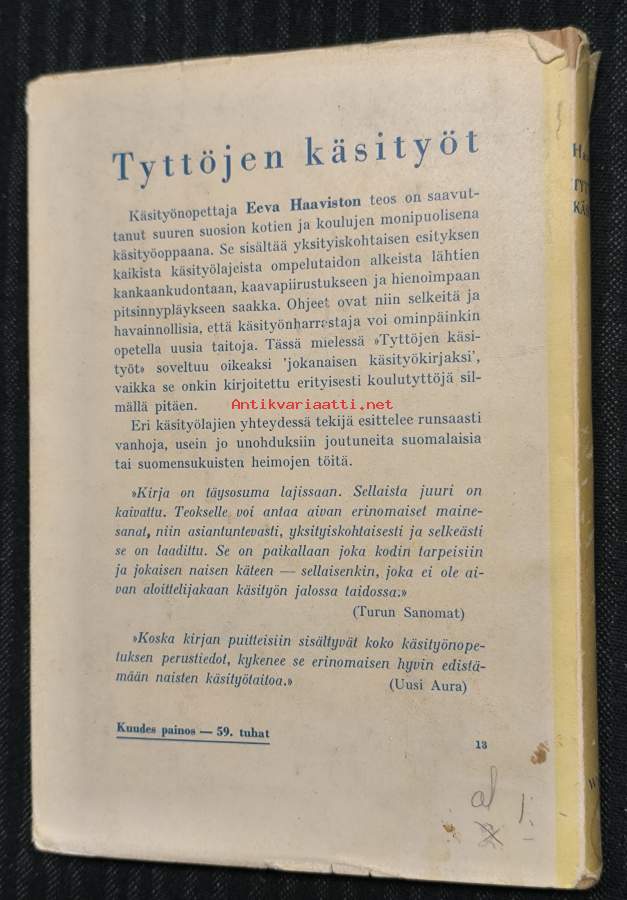 Tyttöjen käsityöt
Käsityönopettaja Eeva Haaviston teos on saavut-
tanut suuren suosion kotien ja koulujen monipuolisena
käsityöoppaana. Se sisältää yksityiskohtaisen esityksen
kaikista käsityölajeista ompelutaidon alkeista lähtien
kankaankudontaan, kaavapiirustukseen ja hienoimpaan
pitsinnypläykseen saakka. Ohjeet ovat niin selkeitä ja
havainnollisia, että käsityönharrastaja voi ominpäinkin
opetella uusia taitoja. Tässä mielessä »Tyttöjen käsi-
työt» soveltuu oikeaksi 'jokanaisen käsityökirjaksi',
vaikka se onkin kirjoitettu erityisesti koulutyttöjä sil-
mällä pitäen.
Antikvariaatti.net
Eri käsityölajien yhteydessä tekijä esittelee runsaasti
vanhoja, usein jo unohduksiin joutuneita suomalaisia
tai suomensukuisten heimojen töitä.
»Kirja on täysosuma lajissaan. Sellaista juuri on
kaivattu. Teokselle voi antaa aivan erinomaiset maine-
sanat, niin asiantuntevasti, yksityiskohtaisesti ja selkeästi
se on laadittu. Se on paikallaan joka kodin tarpeisiin
ja jokaisen naisen käteen — sellaisenkin, joka ei ole ai-
van aloittelijakaan käsityön jalossa taidossa.»
(Turun Sanomat)
»Koska kirjan puitteisiin sisältyvät koko käsityönope-
tuksen perustiedot, kykenee se erinomaisen hyvin edistä-
mään naisten käsityötaitoa.»
(Uusi Aura)
Kuudes painos — 59. tuhat
13